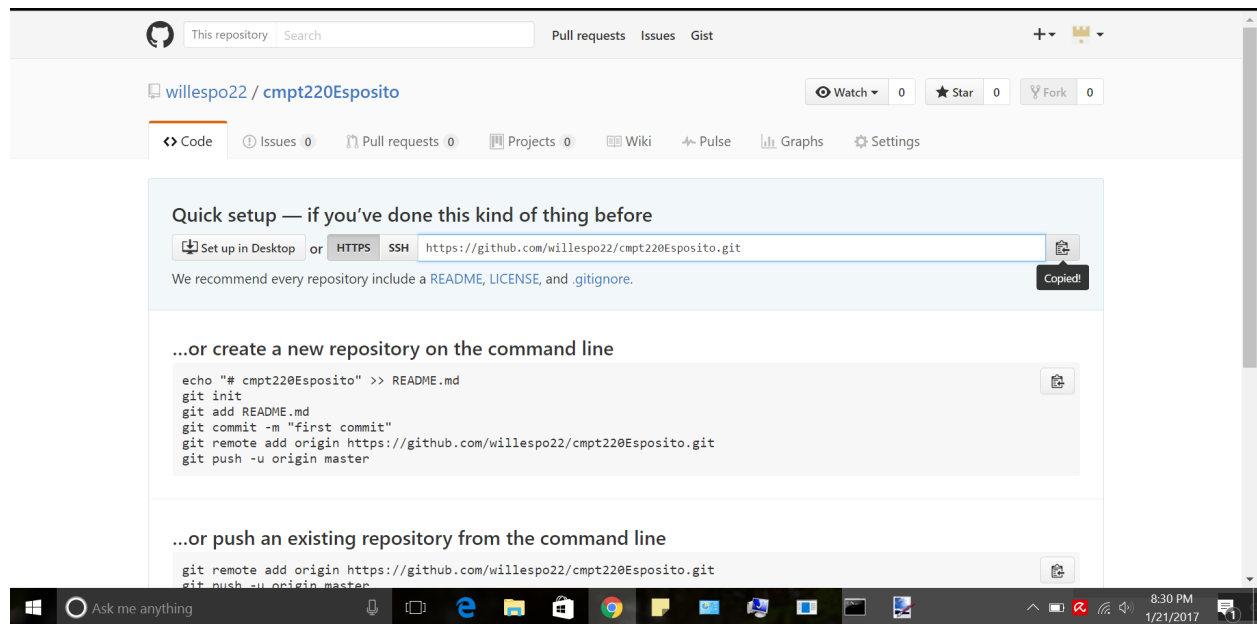 This repository Search Pull requests Issues Gist
willespo22 / cmpt220Esposito Watch 0 Star 0 Fork 0
Code Issues 0 Pull requests 0 Projects 0 Wiki Pulse Graphs Settings
Quick setup — if you've done this kind of thing before
Set up in Desktop or HTTPS SSH https://github.com/willespo22/cmpt220Esposito.git
Copied!
We recommend every repository include a README, LICENSE, and .gitignore.
…or create a new repository on the command line
echo "# cmpt220Esposito" >> README.md
git init
git add README.md
git commit -m "first commit"
git remote add origin https://github.com/willespo22/cmpt220Esposito.git
git push -u origin master
…or push an existing repository from the command line
git remote add origin https://github.com/willespo22/cmpt220Esposito.git
git push -u origin master
Ask me anything
8:30 PM
1/21/2017
1